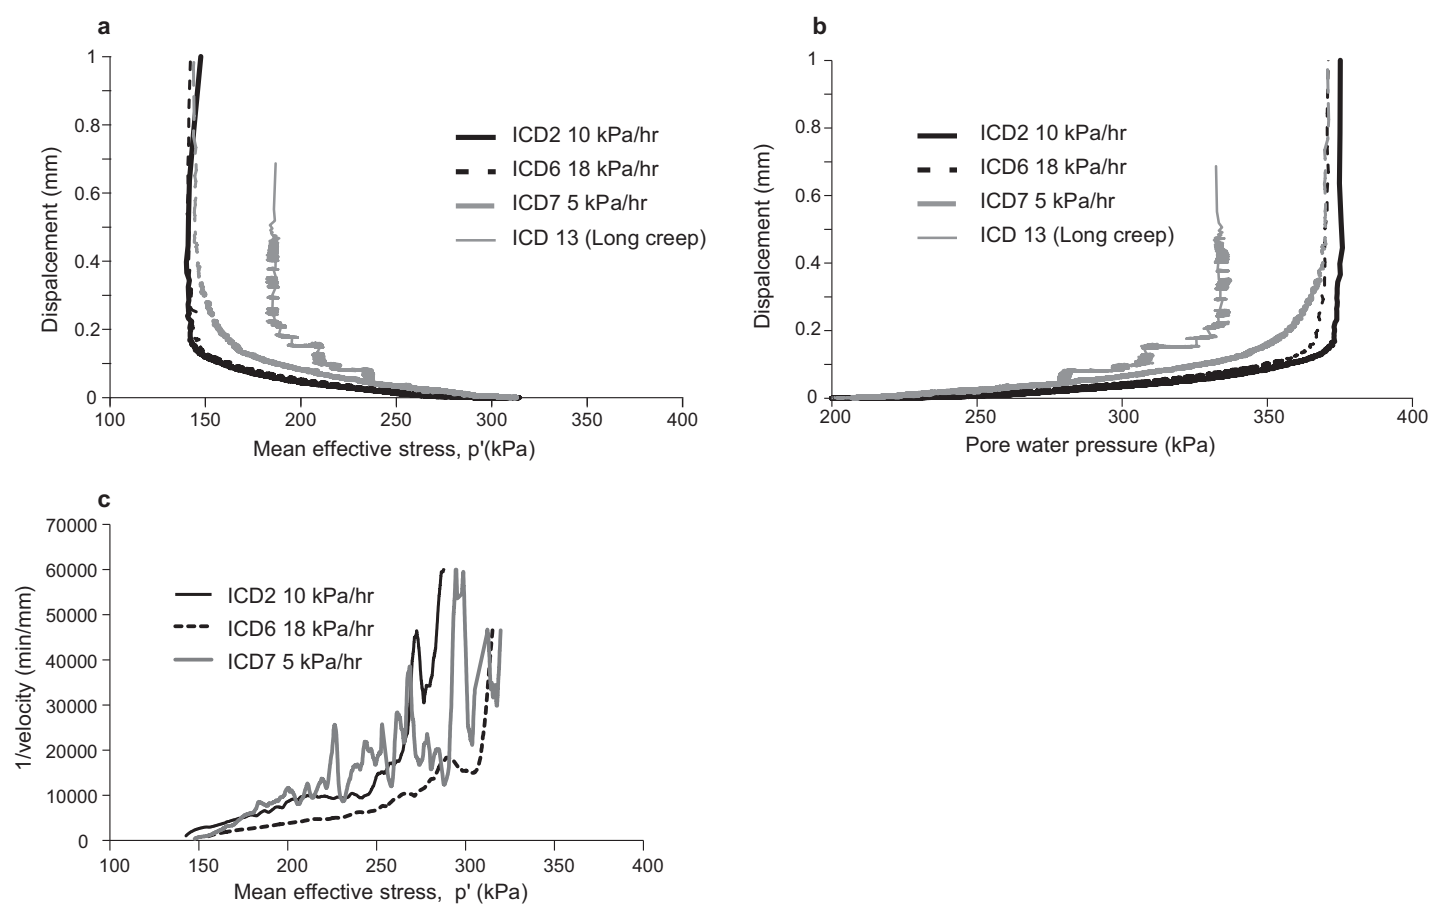 a
1
0.8
0.6
0.4
0.2
0
Dispalcement (mm)
ICD2 10 kPa/hr
ICD6 18 kPa/hr
ICD7 5 kPa/hr
ICD 13 (Long creep)
100 150 200 250 300 350 400
Mean effective stress, p'(kPa)
b
1
0.8
0.6
0.4
0.2
0
Dispalcement (mm)
ICD2 10 kPa/hr
ICD6 18 kPa/hr
ICD7 5 kPa/hr
ICD 13 (Long creep)
200 250 300 350 400
Pore water pressure (kPa)
c
70000
60000
50000
40000
30000
20000
10000
0
1/velocity (min/mm)
ICD2 10 kPa/hr
ICD6 18 kPa/hr
ICD7 5 kPa/hr
100 150 200 250 300 350 400
Mean effective stress, p' (kPa)